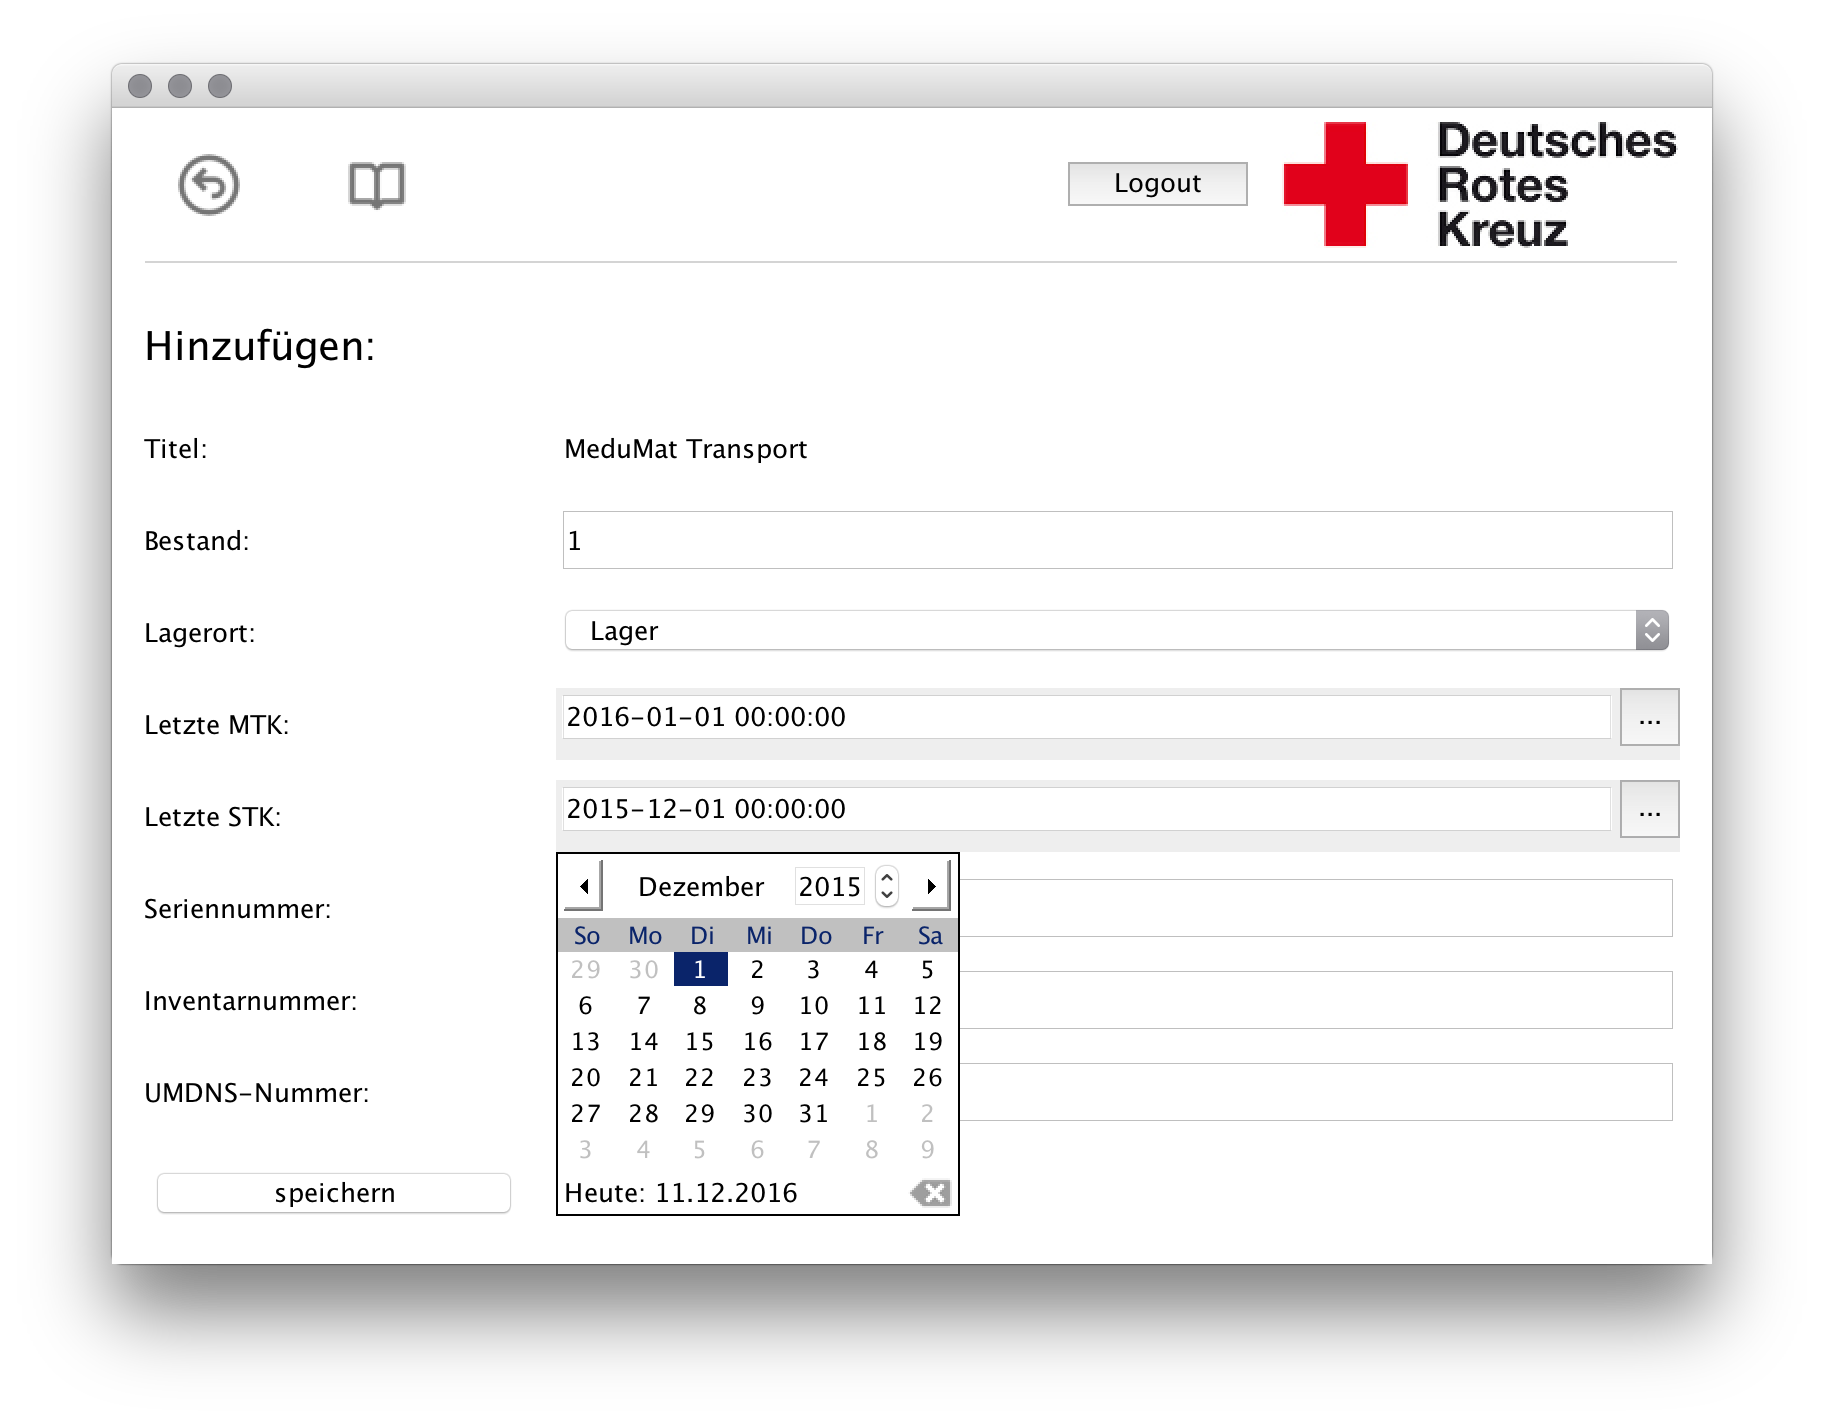 Logout
Deutsches
Rotes
Kreuz
Hinzufügen:
Titel: MeduMat Transport
Bestand: 1
Lagerort: Lager
Letzte MTK: 2016-01-01 00:00:00 ...
Letzte STK: 2015-12-01 00:00:00 ...
Seriennummer:
Inventarnummer:
UMDNS-Nummer:
speichern
Dezember 2015
So Mo Di Mi Do Fr Sa
29 30 1 2 3 4 5
6 7 8 9 10 11 12
13 14 15 16 17 18 19
20 21 22 23 24 25 26
27 28 29 30 31 1 2
3 4 5 6 7 8 9
Heute: 11.12.2016